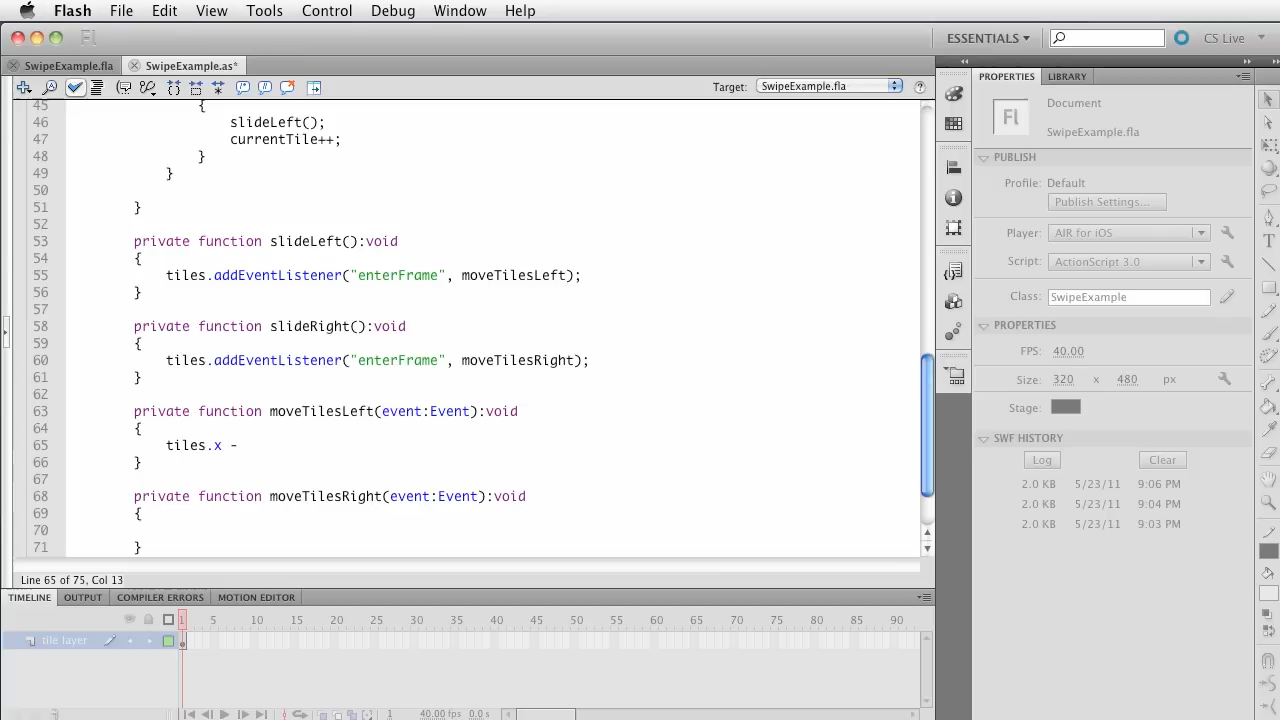 Flash File Edit View Tools Control Debug Window Help
Fl ESSENTIALS CS Live
SwipeExample.fla SwipeExample.as*
Target: SwipeExample.fla
45 {
46 slideLeft();
47 currentTile++;
48 }
49 }
50
51 }
52
53 private function slideLeft():void
54 {
55 tiles.addEventListener("enterFrame", moveTilesLeft);
56 }
57
58 private function slideRight():void
59 {
60 tiles.addEventListener("enterFrame", moveTilesRight);
61 }
62
63 private function moveTilesLeft(event:Event):void
64 {
65 tiles.x -
66 }
67
68 private function moveTilesRight(event:Event):void
69 {
70
71 }
Line 65 of 75, Col 13
PROPERTIES LIBRARY
Fl
Document
SwipeExample.fla
PUBLISH
Profile: Default
Publish Settings...
Player: AIR for iOS
Script: ActionScript 3.0
Class: SwipeExample
PROPERTIES
FPS: 40.00
Size: 320 x 480 px
Stage:
SWF HISTORY
Log Clear
2.0 KB 5/23/11 9:06 PM
2.0 KB 5/23/11 9:04 PM
2.0 KB 5/23/11 9:03 PM
TIMELINE OUTPUT COMPILER ERRORS MOTION EDITOR
1 5 10 15 20 25 30 35 40 45 50 55 60 65 70 75 80 85 90
tile layer
1 40.00 fps 0.0 s